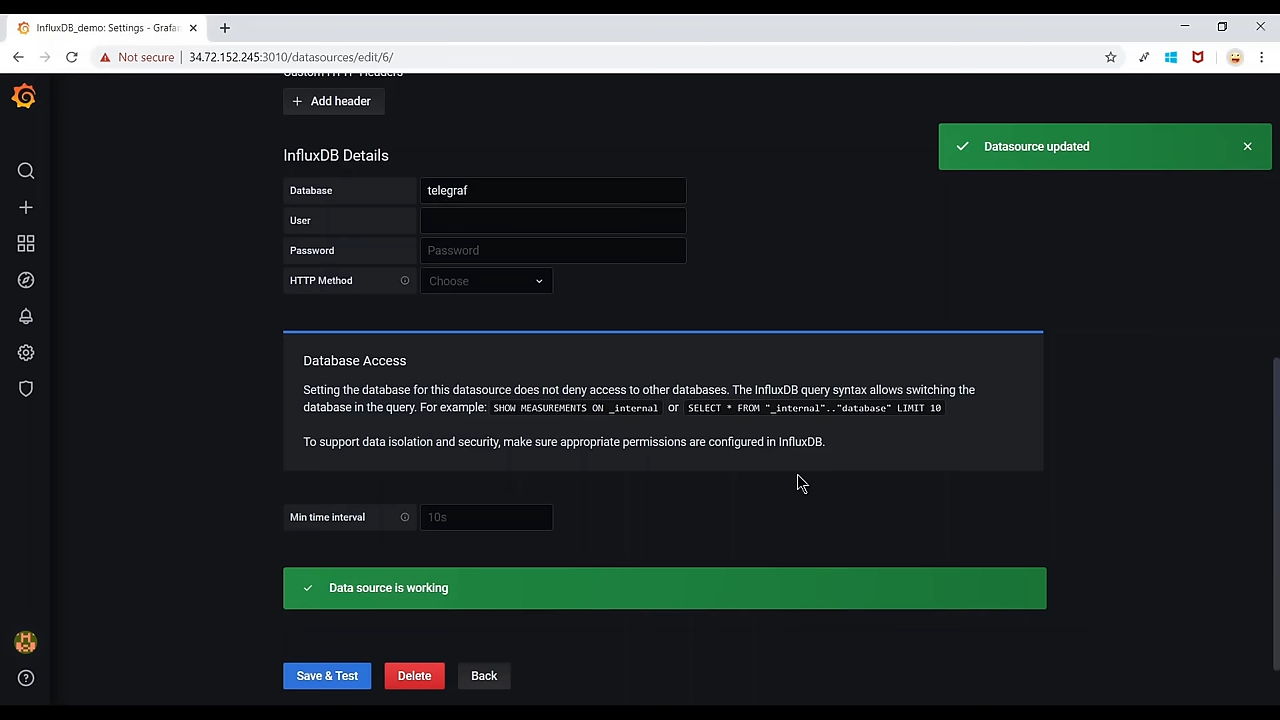 InfluxDB_demo: Settings - Grafan
Not secure | 34.72.152.245:3010/datasources/edit/6/
Custom HTTP Headers
+ Add header
Datasource updated
InfluxDB Details
Database telegraf
User
Password Password
HTTP Method Choose
Database Access
Setting the database for this datasource does not deny access to other databases. The InfluxDB query syntax allows switching the
database in the query. For example: SHOW MEASUREMENTS ON _internal or SELECT * FROM "_internal".."database" LIMIT 10
To support data isolation and security, make sure appropriate permissions are configured in InfluxDB.
Min time interval 10s
Data source is working
Save & Test Delete Back